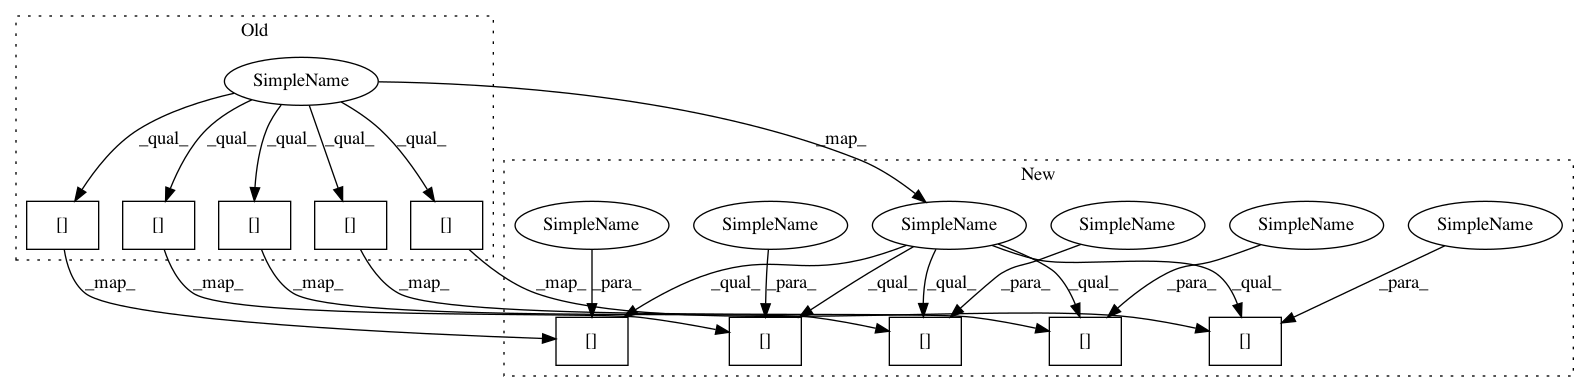 Old
SimpleName
_qual_ _qual_ _qual_ _qual_ _qual_ _map_
New
[] [] [] [] [] SimpleName SimpleName SimpleName SimpleName SimpleName SimpleName
_map_ _map_ _map_ _map_ _map_ _para_ _qual_ _para_ _qual_ _qual_ _para_ _qual_ _para_ _qual_ _para_
[] [] [] [] []